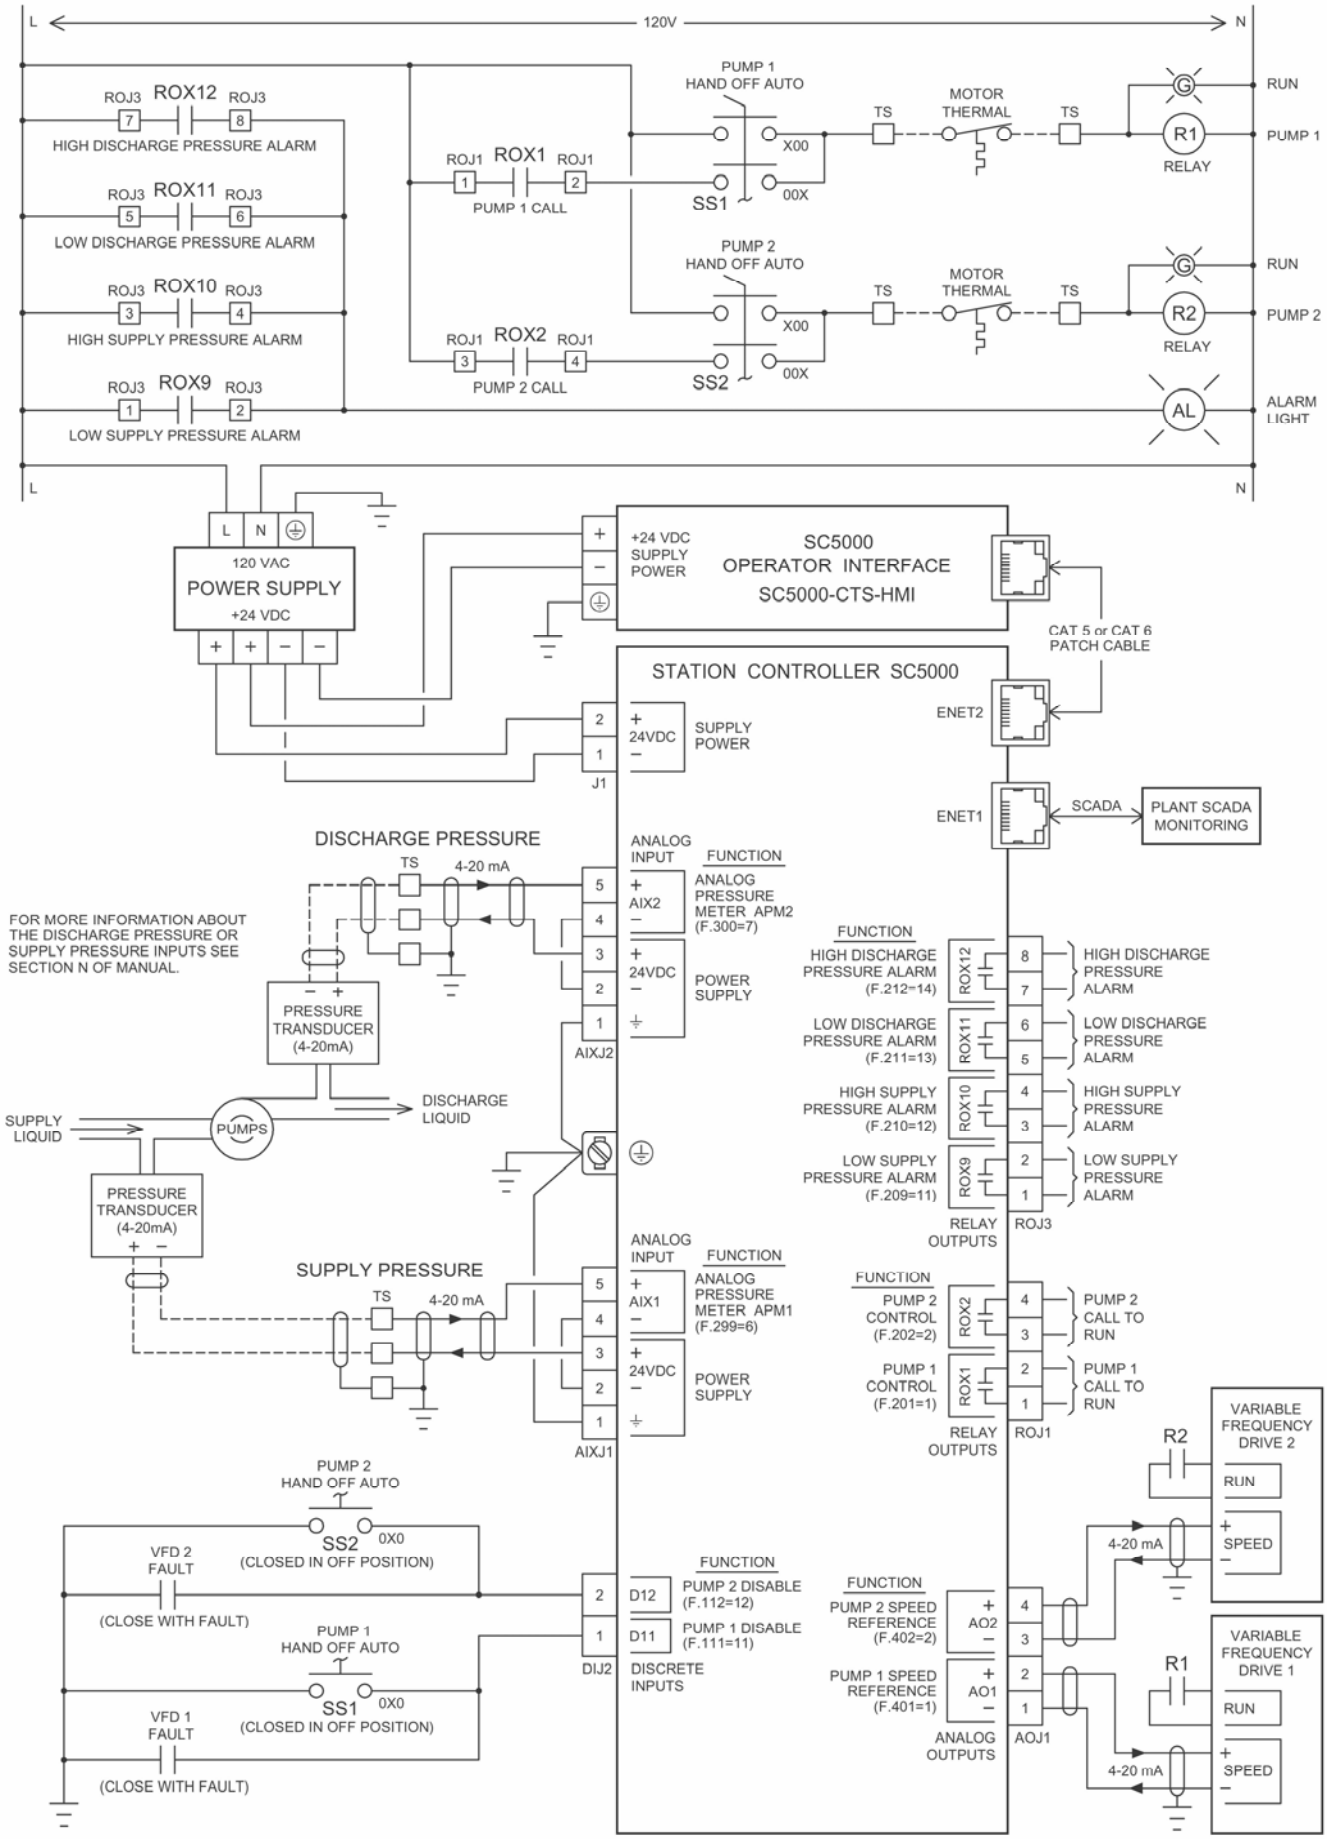 L 120V N
PUMP 1
HAND OFF AUTO
ROJ3 ROX12 ROJ3
7 8
HIGH DISCHARGE PRESSURE ALARM
ROJ1 ROX1 ROJ1
1 2
PUMP 1 CALL
X00
00X
SS1
TS
MOTOR
THERMAL
TS
G
RUN
R1
RELAY
PUMP 1
ROJ3 ROX11 ROJ3
5 6
LOW DISCHARGE PRESSURE ALARM
PUMP 2
HAND OFF AUTO
ROJ3 ROX10 ROJ3
3 4
HIGH SUPPLY PRESSURE ALARM
ROJ1 ROX2 ROJ1
3 4
PUMP 2 CALL
X00
00X
SS2
TS
MOTOR
THERMAL
TS
G
RUN
R2
RELAY
PUMP 2
ROJ3 ROX9 ROJ3
1 2
LOW SUPPLY PRESSURE ALARM
AL
ALARM
LIGHT
L N
L N
120 VAC
POWER SUPPLY
+24 VDC
+ + − −
+
−
+24 VDC
SUPPLY
POWER
SC5000
OPERATOR INTERFACE
SC5000-CTS-HMI
CAT 5 or CAT 6
PATCH CABLE
STATION CONTROLLER SC5000
2
1
J1
+
24VDC
−
SUPPLY
POWER
ENET2
ENET1
SCADA
PLANT SCADA
MONITORING
DISCHARGE PRESSURE
TS
4-20 mA
FOR MORE INFORMATION ABOUT
THE DISCHARGE PRESSURE OR
SUPPLY PRESSURE INPUTS SEE
SECTION N OF MANUAL.
− +
PRESSURE
TRANSDUCER
(4-20mA)
ANALOG
INPUT
FUNCTION
5
4
3
2
1
AIXJ2
+
AIX2
−
ANALOG
PRESSURE
METER APM2
(F.300=7)
+
24VDC
−
POWER
SUPPLY
SUPPLY
LIQUID
PUMPS
DISCHARGE
LIQUID
PRESSURE
TRANSDUCER
(4-20mA)
+ −
FUNCTION
HIGH DISCHARGE
PRESSURE ALARM
(F.212=14)
ROX12
8
7
HIGH DISCHARGE
PRESSURE
ALARM
LOW DISCHARGE
PRESSURE ALARM
(F.211=13)
ROX11
6
5
LOW DISCHARGE
PRESSURE
ALARM
HIGH SUPPLY
PRESSURE ALARM
(F.210=12)
ROX10
4
3
HIGH SUPPLY
PRESSURE
ALARM
LOW SUPPLY
PRESSURE ALARM
(F.209=11)
ROX9
2
1
LOW SUPPLY
PRESSURE
ALARM
RELAY
OUTPUTS
ROJ3
SUPPLY PRESSURE
TS
4-20 mA
ANALOG
INPUT
FUNCTION
5
4
3
2
1
AIXJ1
+
AIX1
−
ANALOG
PRESSURE
METER APM1
(F.299=6)
+
24VDC
−
POWER
SUPPLY
FUNCTION
PUMP 2
CONTROL
(F.202=2)
ROX2
4
3
PUMP 2
CALL TO
RUN
PUMP 1
CONTROL
(F.201=1)
ROX1
2
1
PUMP 1
CALL TO
RUN
RELAY
OUTPUTS
ROJ1
PUMP 2
HAND OFF AUTO
SS2
0X0
(CLOSED IN OFF POSITION)
VFD 2
FAULT
(CLOSE WITH FAULT)
PUMP 1
HAND OFF AUTO
SS1
0X0
(CLOSED IN OFF POSITION)
VFD 1
FAULT
(CLOSE WITH FAULT)
FUNCTION
2
D12
PUMP 2 DISABLE
(F.112=12)
1
D11
PUMP 1 DISABLE
(F.111=11)
DIJ2
DISCRETE
INPUTS
FUNCTION
PUMP 2 SPEED
REFERENCE
(F.402=2)
+
AO2
−
4
3
PUMP 1 SPEED
REFERENCE
(F.401=1)
+
AO1
−
2
1
ANALOG
OUTPUTS
AOJ1
VARIABLE
FREQUENCY
DRIVE 2
R2
RUN
4-20 mA
+
SPEED
−
VARIABLE
FREQUENCY
DRIVE 1
R1
RUN
4-20 mA
+
SPEED
−